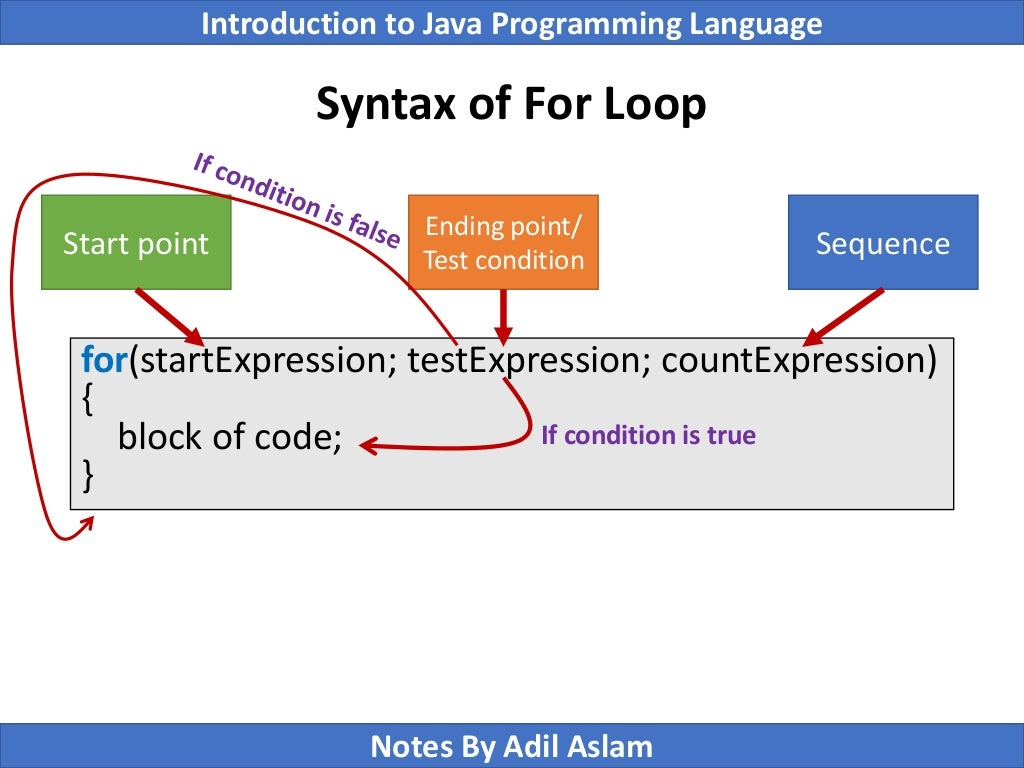 Introduction to Java Programming Language
Syntax of For Loop
If condition is false
Start point
Ending point/
Test condition
Sequence
for(startExpression; testExpression; countExpression)
{
block of code;
If condition is true
}
Notes By Adil Aslam